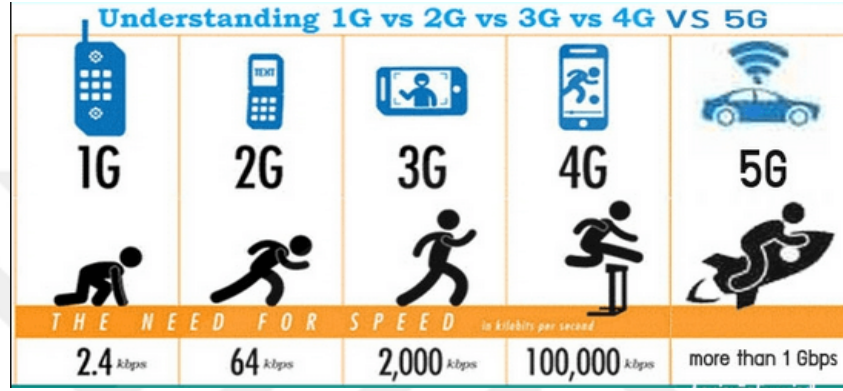 Understanding 1G vs 2G vs 3G vs 4G VS 5G
TEXT
1G 2G 3G 4G 5G
THE NEED FOR SPEED in kilobits per second
2.4 kbps 64 kbps 2,000 kbps 100,000 kbps more than 1 Gbps